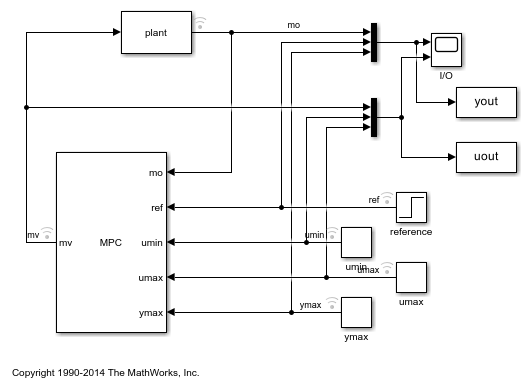 plant
mo
I/O
yout
uout
mo
ref
ref
reference
mv
mv
MPC
umin
umin
umin
umax
umax
umax
ymax
ymax
ymax
Copyright 1990-2014 The MathWorks, Inc.